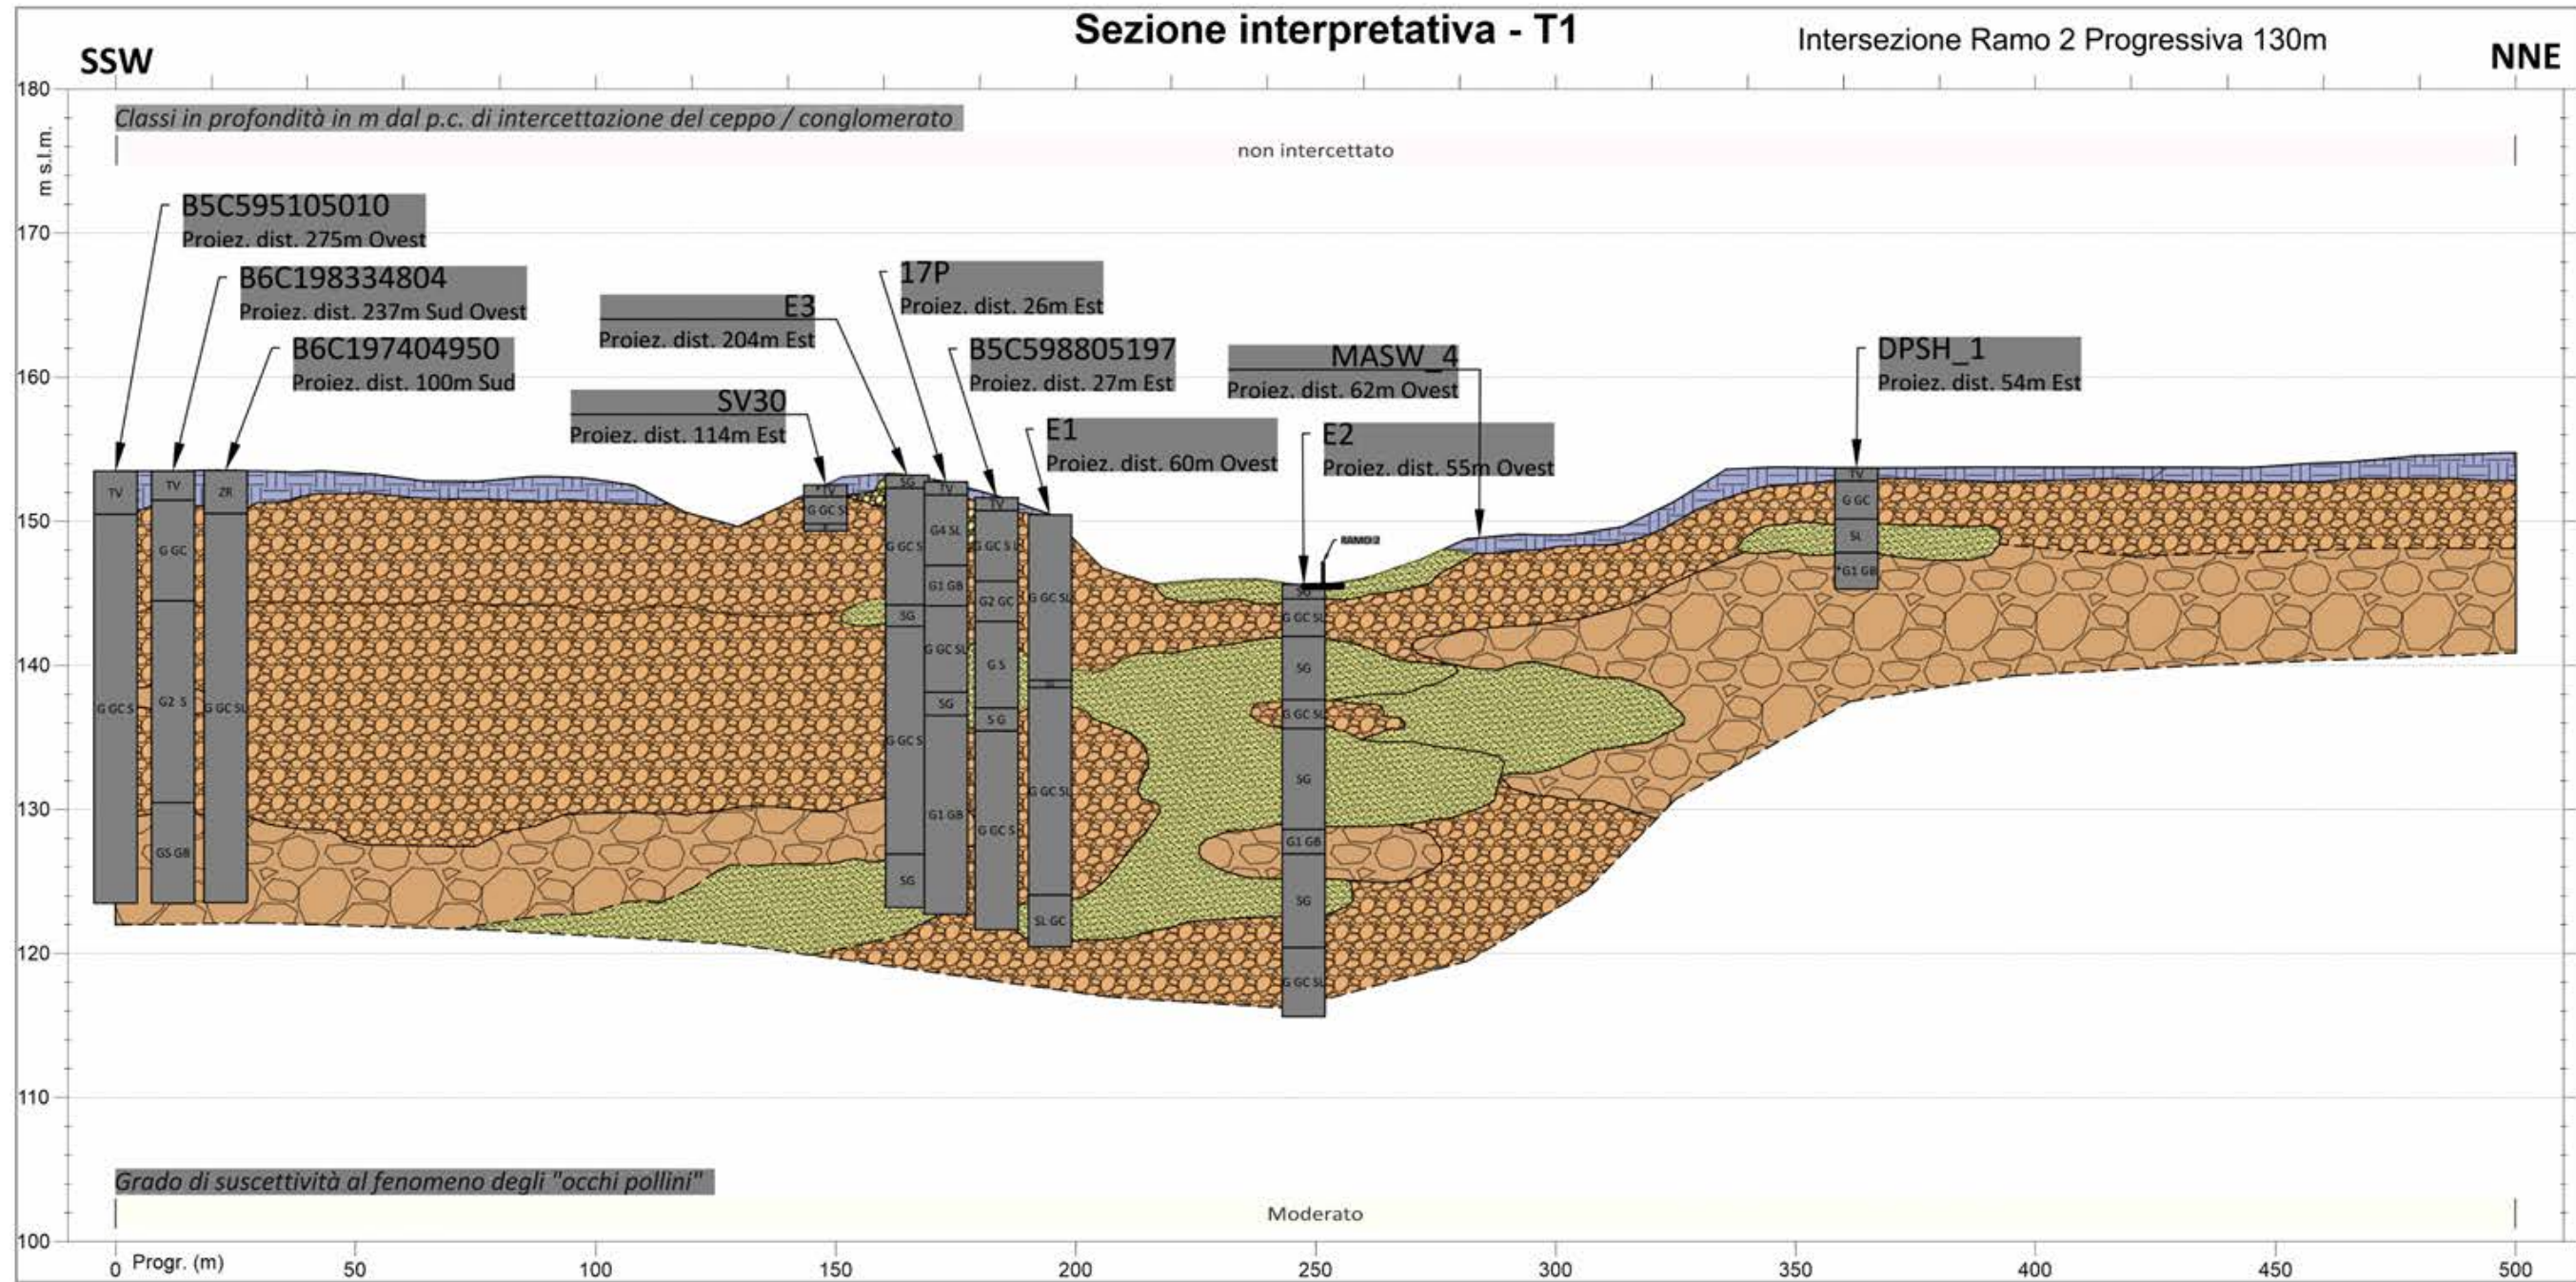 Sezione interpretativa - T1
Intersezione Ramo 2 Progressiva 130m
SSW
NNE
180
Classi in profondità in m dal p.c. di intercettazione del ceppo / conglomerato
m s.l.m.
non intercettato
B5C595105010
Proiez. dist. 275m Ovest
170
B6C198334804
Proiez. dist. 237m Sud Ovest
17P
Proiez. dist. 26m Est
E3
Proiez. dist. 204m Est
B6C197404950
Proiez. dist. 100m Sud
B5C598805197
Proiez. dist. 27m Est
MASW_4
Proiez. dist. 62m Ovest
DPSH_1
Proiez. dist. 54m Est
160
SV30
Proiez. dist. 114m Est
E1
Proiez. dist. 60m Ovest
E2
Proiez. dist. 55m Ovest
RAMO 2
150
140
130
120
110
100
TV
G GC S
TV
G GC
G2 S
GS GB
ZR
G GC SL
*TV
G GC SL
SG
G GC S
SG
G GC S
SG
TV
G4 SL
G1 GB
G GC SL
SG
G1 GB
TV
G GC S L
G2 GC
G S
S G
G GC S
G GC SL
G GC SL
SL GC
SG
G GC SL
SG
G GC SL
SG
G1 GB
SG
G GC SL
TV
G GC
SL
*G1 GB
Grado di suscettività al fenomeno degli "occhi pollini"
Moderato
Progr. (m)
0 50 100 150 200 250 300 350 400 450 500